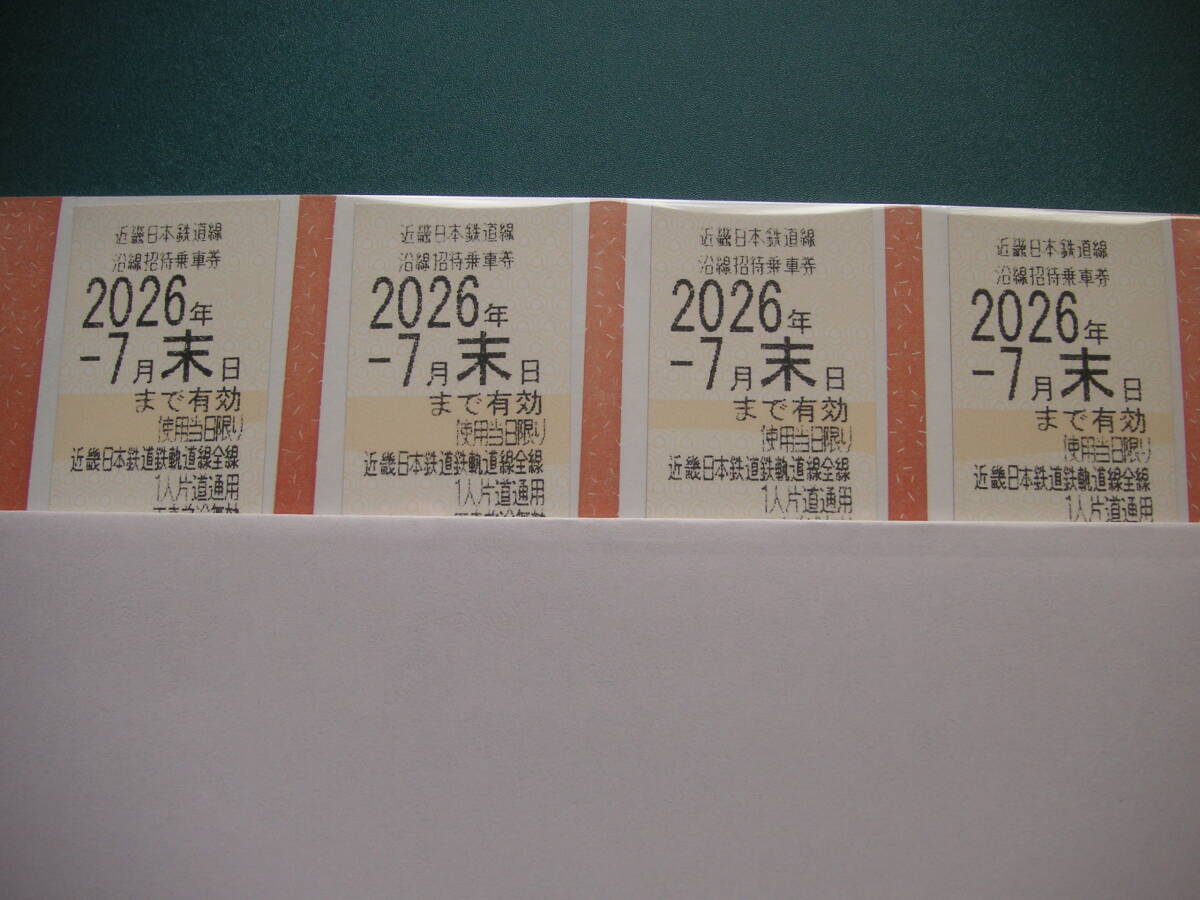 近畿日本鉄道線
沿線招待乗車券
2026年
-7月末日
まで有効
(使用当日限り)
近畿日本鉄道鉄軌道線全線
1人片道通用
近畿日本鉄道線
沿線招待乗車券
2026年
-7月末日
まで有効
(使用当日限り)
近畿日本鉄道鉄軌道線全線
1人片道通用
近畿日本鉄道線
沿線招待乗車券
2026年
-7月末日
まで有効
(使用当日限り)
近畿日本鉄道鉄軌道線全線
1人片道通用
近畿日本鉄道線
沿線招待乗車券
2026年
-7月末日
まで有効
(使用当日限り)
近畿日本鉄道鉄軌道線全線
1人片道通用